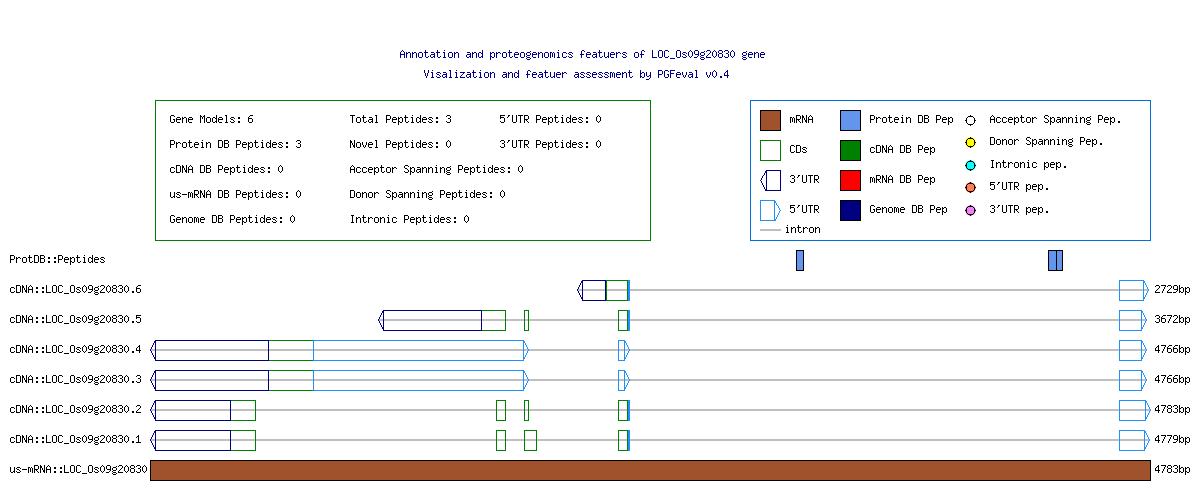 Annotation and proteogenomics featuers of LOC_Os09g20830 gene
Visalization and featuer assessment by PGFeval v0.4
Gene Models: 6 Total Peptides: 3 5'UTR Peptides: 0
Protein DB Peptides: 3 Novel Peptides: 0 3'UTR Peptides: 0
cDNA DB Peptides: 0 Acceptor Spanning Peptides: 0
us-mRNA DB Peptides: 0 Donor Spanning Peptides: 0
Genome DB Peptides: 0 Intronic Peptides: 0
mRNA Protein DB Pep Acceptor Spanning Pep.
CDs cDNA DB Pep Donor Spanning Pep.
3'UTR mRNA DB Pep Intronic pep.
5'UTR Genome DB Pep 5'UTR pep.
intron 3'UTR pep.
ProtDB::Peptides
cDNA::LOC_Os09g20830.6 2729bp
cDNA::LOC_Os09g20830.5 3672bp
cDNA::LOC_Os09g20830.4 4766bp
cDNA::LOC_Os09g20830.3 4766bp
cDNA::LOC_Os09g20830.2 4783bp
cDNA::LOC_Os09g20830.1 4779bp
us-mRNA::LOC_Os09g20830 4783bp